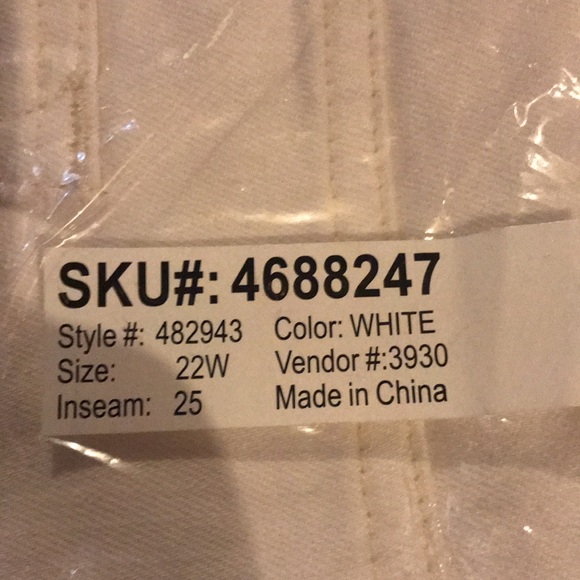 SKU#: 4688247
Style #: 482943 Color: WHITE
Size: 22W Vendor #:3930
Inseam: 25 Made in China